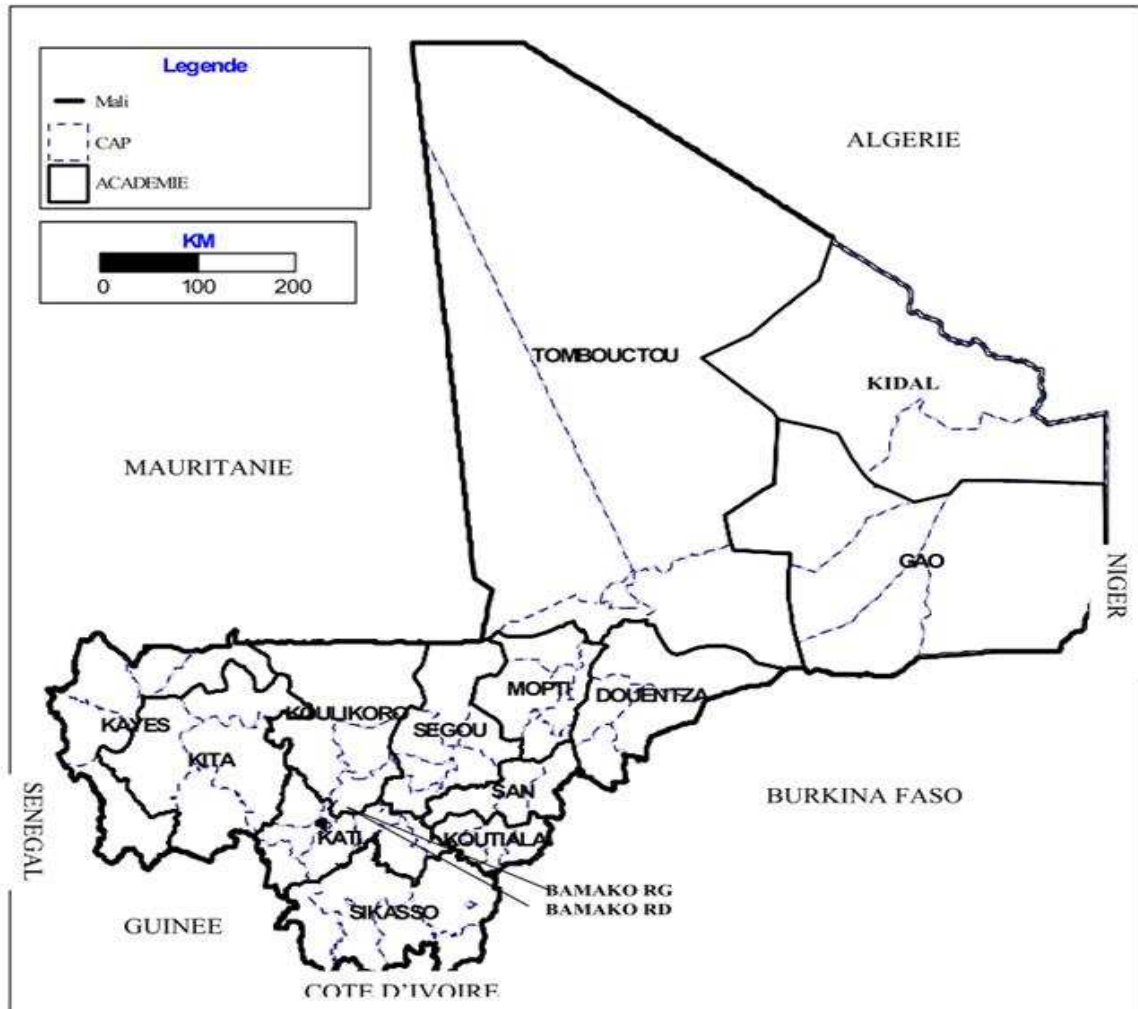 Legende
Mali
CAP
ACADEMIE
KM
0 100 200
ALGERIE
TOMBOUCTOU
KIDAL
MAURITANIE
GAO
NIGER
MOPTI
DOUENTZA
KAYES
KOULIKORO
SEGOU
KITA
SAN
SENEGAL
BURKINA FASO
KATI
KOUTIALA
BAMAKO RG
BAMAKO RD
SIKASSO
GUINEE
COTE D'IVOIRE